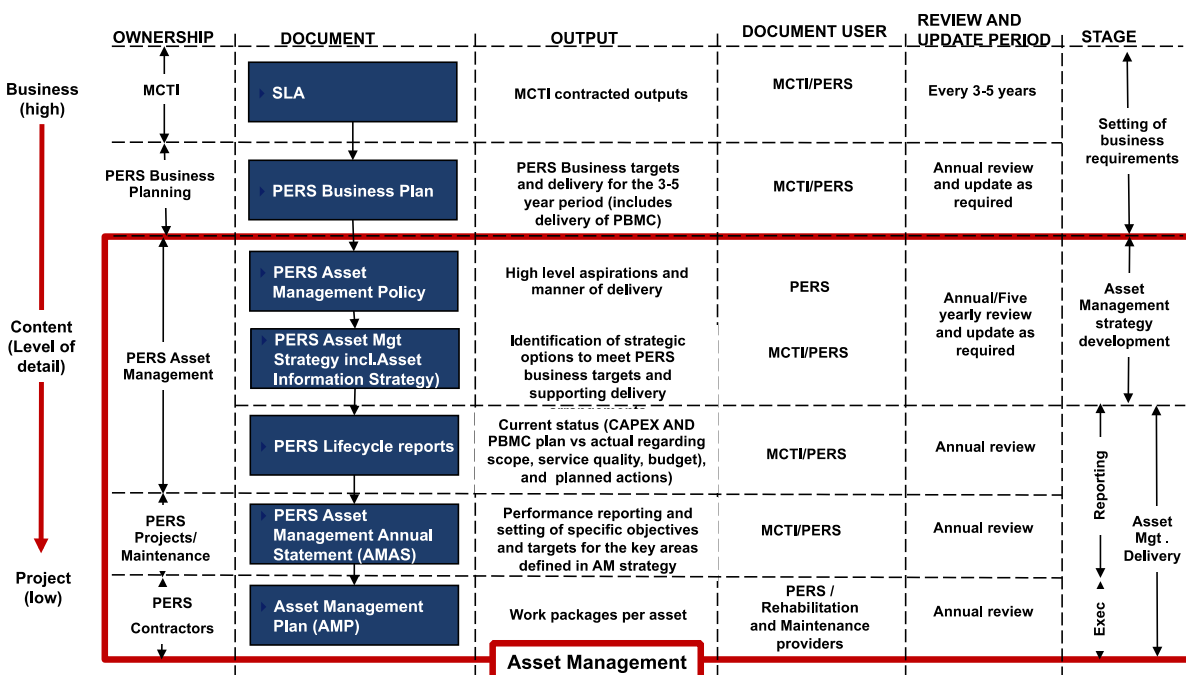 OWNERSHIP
DOCUMENT
OUTPUT
DOCUMENT USER
REVIEW AND
UPDATE PERIOD
STAGE
Business
(high)
Content
(Level of
detail)
Project
(low)
MCTI
SLA
MCTI contracted outputs
MCTI/PERS
Every 3-5 years
Setting of
business
requirements
PERS Business
Planning
PERS Business Plan
PERS Business targets
and delivery for the 3-5
year period (includes
delivery of PBMC)
MCTI/PERS
Annual review
and update as
required
PERS Asset
Management
PERS Asset
Management Policy
High level aspirations and
manner of delivery
PERS
Annual/Five
yearly review
and update as
required
Asset
Management
strategy
development
PERS Asset Mgt
Strategy incl.Asset
Information Strategy)
Identification of strategic
options to meet PERS
business targets and
supporting delivery
MCTI/PERS
PERS Lifecycle reports
Current status (CAPEX AND
PBMC plan vs actual regarding
scope, service quality, budget),
and planned actions)
MCTI/PERS
Annual review
Reporting
Asset
Mgt .
Delivery
PERS
Projects/
Maintenance
PERS Asset
Management Annual
Statement (AMAS)
Performance reporting and
setting of specific objectives
and targets for the key areas
defined in AM strategy
MCTI/PERS
Annual review
PERS
Contractors
Asset Management
Plan (AMP)
Work packages per asset
PERS /
Rehabilitation
and Maintenance
providers
Annual review
Exec
Asset Management